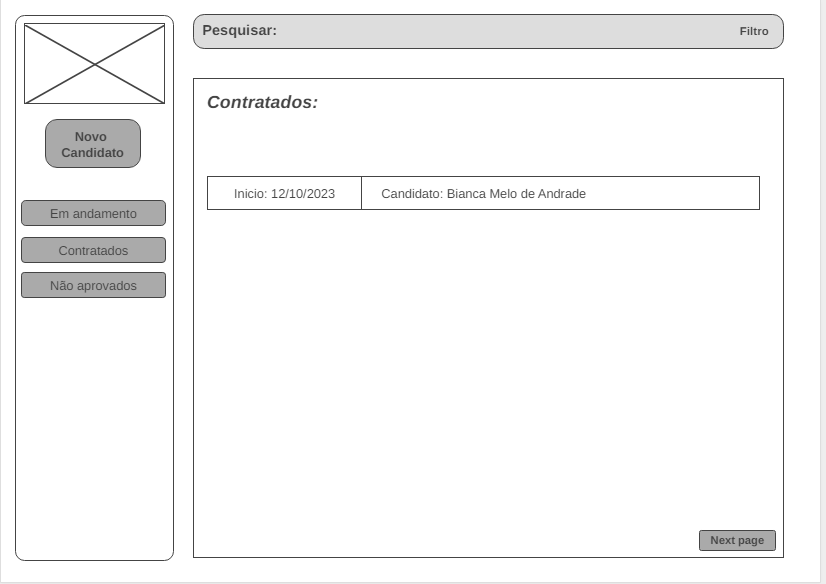 Novo
Candidato
Em andamento
Contratados
Não aprovados
Pesquisar:
Filtro
Contratados:
Inicio: 12/10/2023
Candidato: Bianca Melo de Andrade
Next page